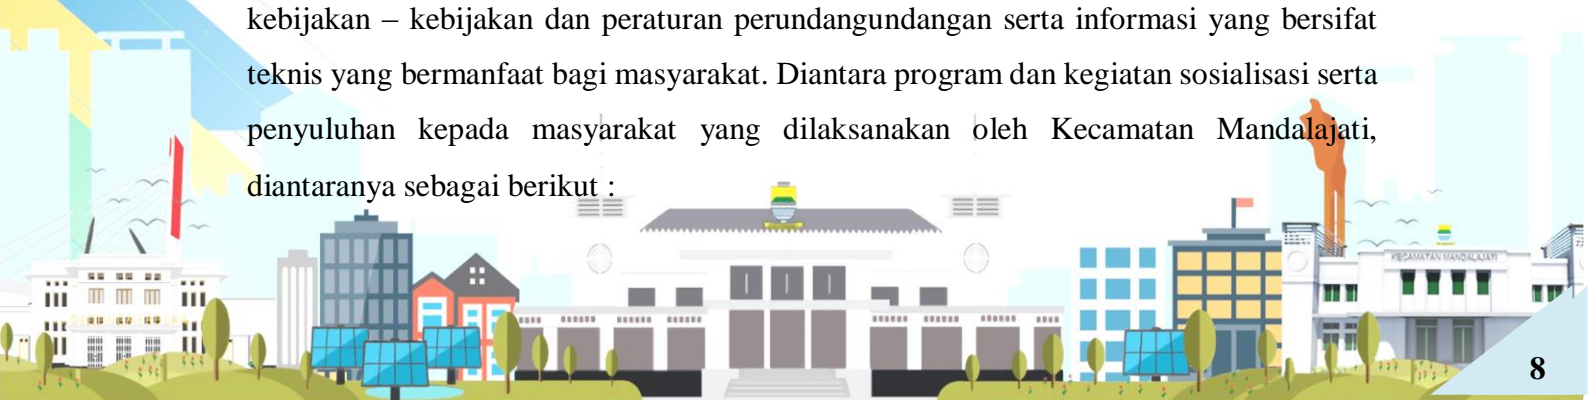 kebijakan – kebijakan dan peraturan perundangundangan serta informasi yang bersifat
teknis yang bermanfaat bagi masyarakat. Diantara program dan kegiatan sosialisasi serta
penyuluhan kepada masyarakat yang dilaksanakan oleh Kecamatan Mandalajati,
diantaranya sebagai berikut :
KECAMATAN MANDALAJATI
8